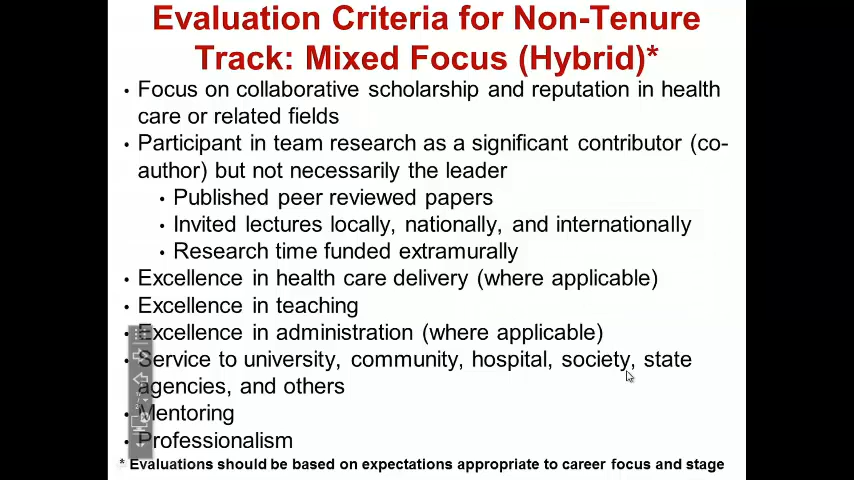 Evaluation Criteria for Non-Tenure
Track: Mixed Focus (Hybrid)*
• Focus on collaborative scholarship and reputation in health
care or related fields
• Participant in team research as a significant contributor (co-
author) but not necessarily the leader
• Published peer reviewed papers
• Invited lectures locally, nationally, and internationally
• Research time funded extramurally
• Excellence in health care delivery (where applicable)
• Excellence in teaching
• Excellence in administration (where applicable)
• Service to university, community, hospital, society, state
agencies, and others
• Mentoring
• Professionalism
* Evaluations should be based on expectations appropriate to career focus and stage